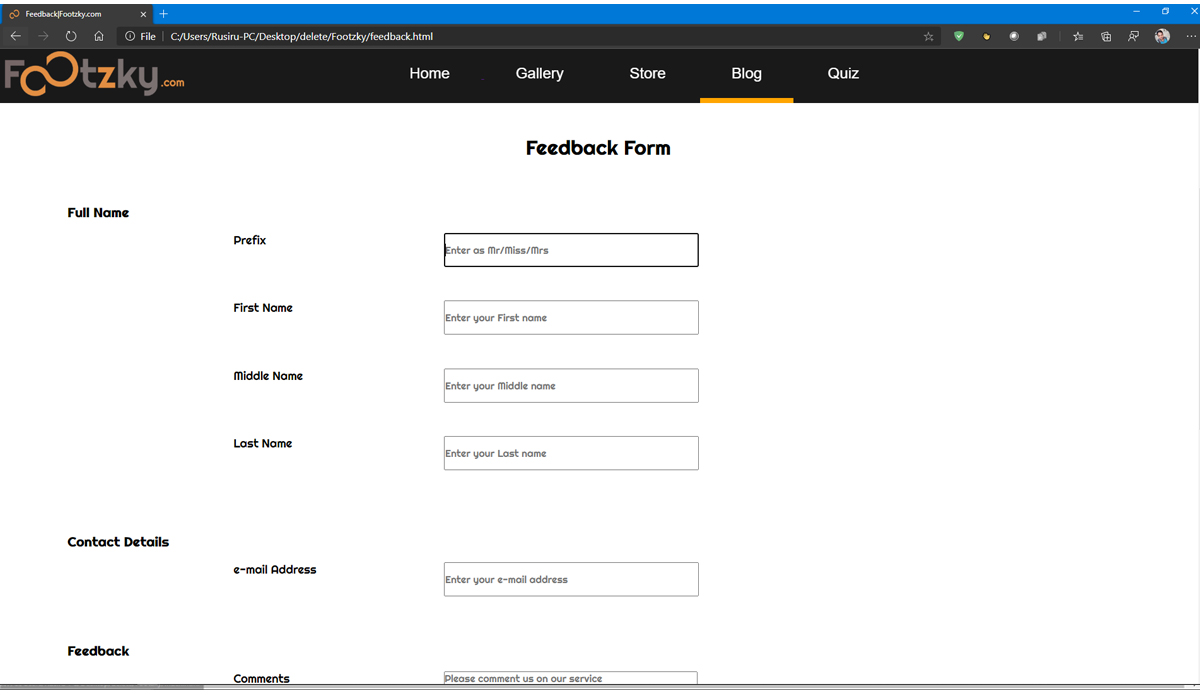 Feedback|Footzky.com
File C:/Users/Rusiru-PC/Desktop/delete/Footzky/feedback.html
Footzky.com Home Gallery Store Blog Quiz
Feedback Form
Full Name
Prefix Enter as Mr/Miss/Mrs
First Name Enter your First name
Middle Name Enter your Middle name
Last Name Enter your Last name
Contact Details
e-mail Address Enter your e-mail address
Feedback
Comments Please comment us on our service